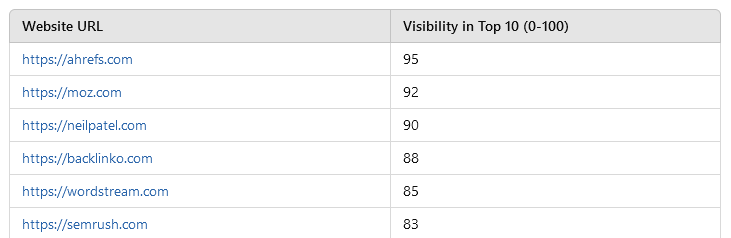 Website URL Visibility in Top 10 (0-100)
https://ahrefs.com 95
https://moz.com 92
https://neilpatel.com 90
https://backlinko.com 88
https://wordstream.com 85
https://semrush.com 83